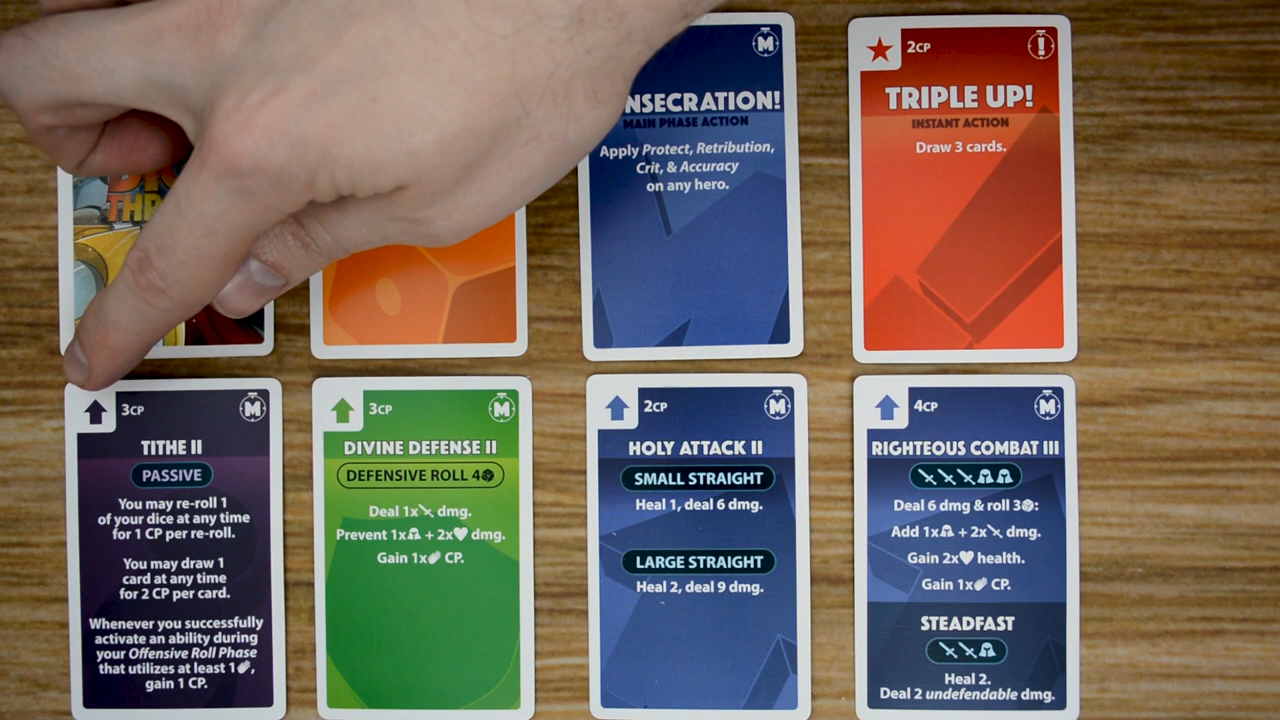 NSECRATION!
MAIN PHASE ACTION
Apply Protect, Retribution,
Crit, & Accuracy
on any hero.
M
2CP
!
TRIPLE UP!
INSTANT ACTION
Draw 3 cards.
3CP
M
TITHE II
PASSIVE
You may re-roll 1
of your dice at any time
for 1 CP per re-roll.
You may draw 1
card at any time
for 2 CP per card.
Whenever you successfully
activate an ability during
your Offensive Roll Phase
that utilizes at least 1,
gain 1 CP.
3CP
M
DIVINE DEFENSE II
DEFENSIVE ROLL 4
Deal 1x dmg.
Prevent 1x + 2x dmg.
Gain 1x CP.
2CP
M
HOLY ATTACK II
SMALL STRAIGHT
Heal 1, deal 6 dmg.
LARGE STRAIGHT
Heal 2, deal 9 dmg.
4CP
M
RIGHTEOUS COMBAT III
Deal 6 dmg & roll 3:
Add 1x + 2x dmg.
Gain 2x health.
Gain 1x CP.
STEADFAST
Heal 2.
Deal 2 undefendable dmg.